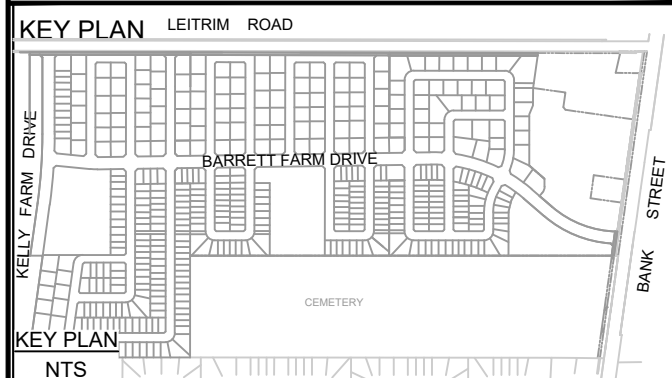 KEY PLAN
LEITRIM ROAD
KELLY FARM DRIVE
BARRETT FARM DRIVE
BANK STREET
CEMETERY
KEY PLAN
NTS